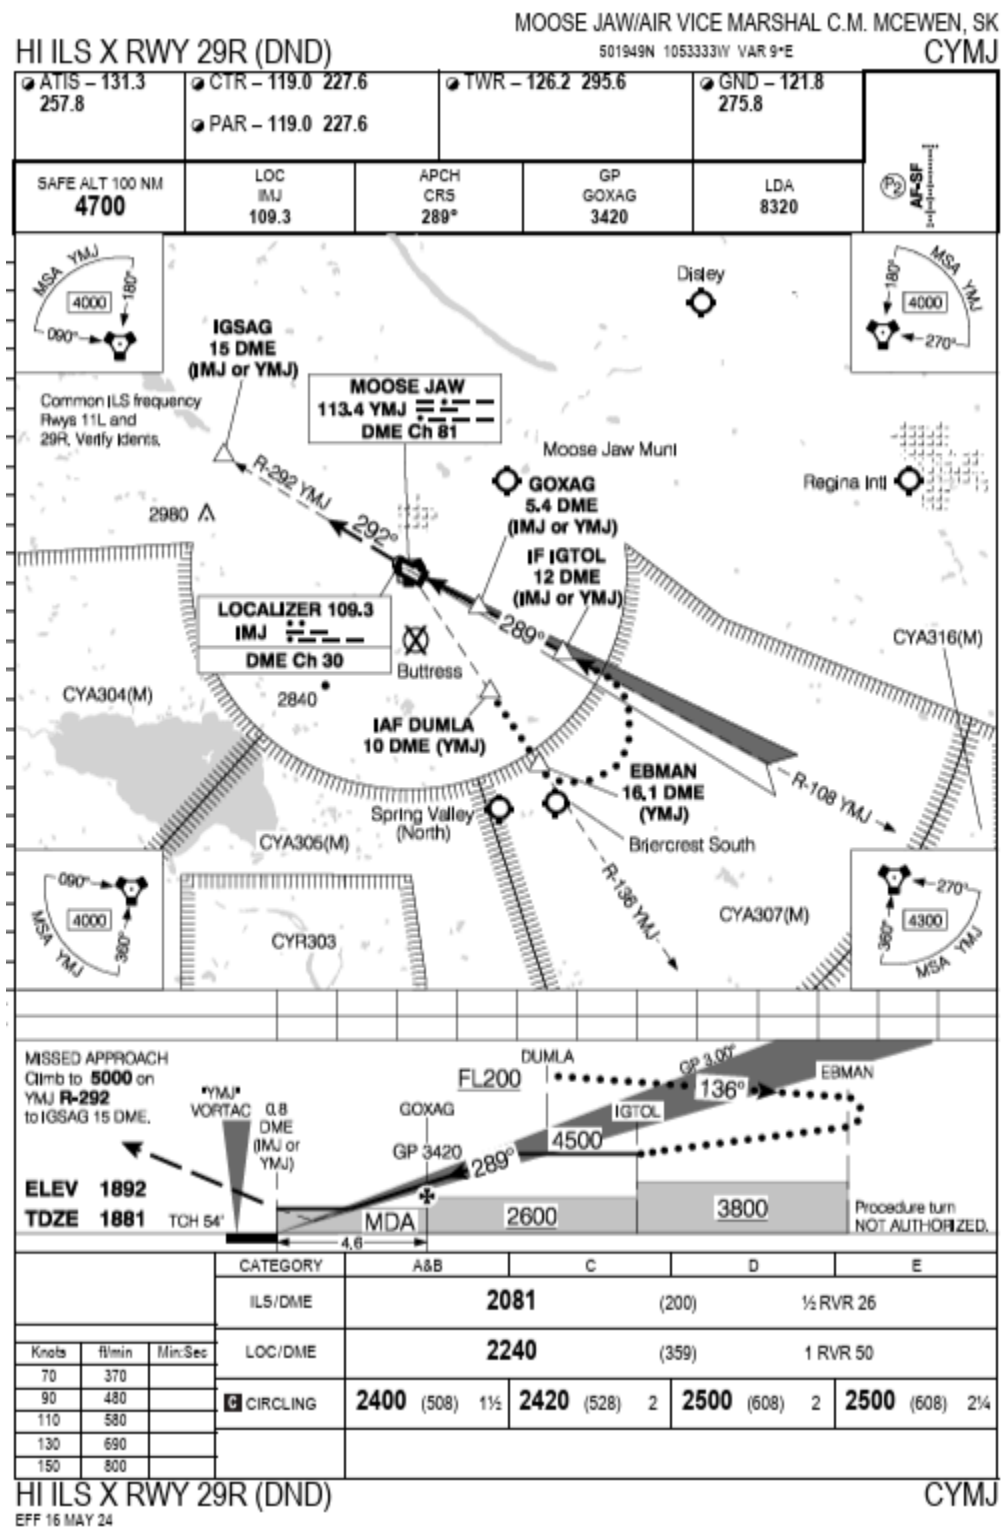 MOOSE JAW/AIR VICE MARSHAL C.M. MCEWEN, SK
HI ILS X RWY 29R (DND)
501949N 1053333W VAR 9°E
CYMJ
ATIS – 131.3
257.8
CTR – 119.0 227.6
PAR – 119.0 227.6
TWR – 126.2 295.6
GND – 121.8
275.8
SAFE ALT 100 NM
4700
LOC
IMJ
109.3
APCH
CRS
289°
GP
GOXAG
3420
LDA
8320
P2
AF-SF
MSA YMJ
4000
180°
090°
MSA YMJ
4000
180°
270°
Disley
IGSAG
15 DME
(IMJ or YMJ)
MOOSE JAW
113.4 YMJ
DME Ch 81
Common ILS frequency
Rwys 11L and
29R. Verify Idents.
R-292 YMJ
292°
2980
Moose Jaw Muni
GOXAG
5.4 DME
(IMJ or YMJ)
Regina Intl
IF IGTOL
12 DME
(IMJ or YMJ)
289°
LOCALIZER 109.3
IMJ
DME Ch 30
Buttress
CYA316(M)
CYA304(M)
2840
IAF DUMLA
10 DME (YMJ)
EBMAN
16.1 DME
(YMJ)
R-108 YMJ
Spring Valley
(North)
Briercrest South
CYA305(M)
R-136 YMJ
CYA307(M)
CYR303
090°
4000
360°
MSA YMJ
270°
4300
360°
MSA YMJ
MISSED APPROACH
Climb to 5000 on
YMJ R-292
to IGSAG 15 DME.
"YMJ"
VORTAC
0.8
DME
(IMJ or
YMJ)
GOXAG
GP 3420
FL200
DUMLA
GP 3.00°
136°
EBMAN
IGTOL
4500
289°
ELEV 1892
TDZE 1881
TCH 54'
MDA
2600
3800
4.6
Procedure turn
NOT AUTHORIZED.
CATEGORY A&B C D E
ILS/DME 2081 (200) ½ RVR 26
LOC/DME 2240 (359) 1 RVR 50
C CIRCLING 2400 (508) 1½ 2420 (528) 2 2500 (608) 2 2500 (608) 2¼
Knots ft/min Min:Sec
70 370
90 480
110 580
130 690
150 800
HI ILS X RWY 29R (DND)
CYMJ
EFF 16 MAY 24